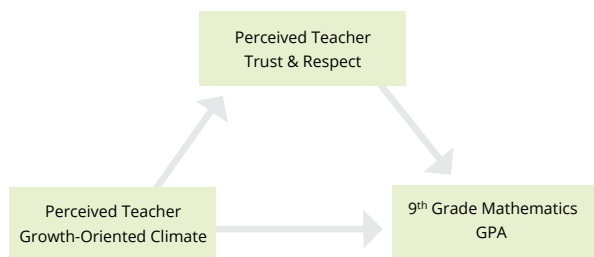 Perceived Teacher
Trust & Respect
Perceived Teacher
Growth-Oriented Climate
9th Grade Mathematics
GPA